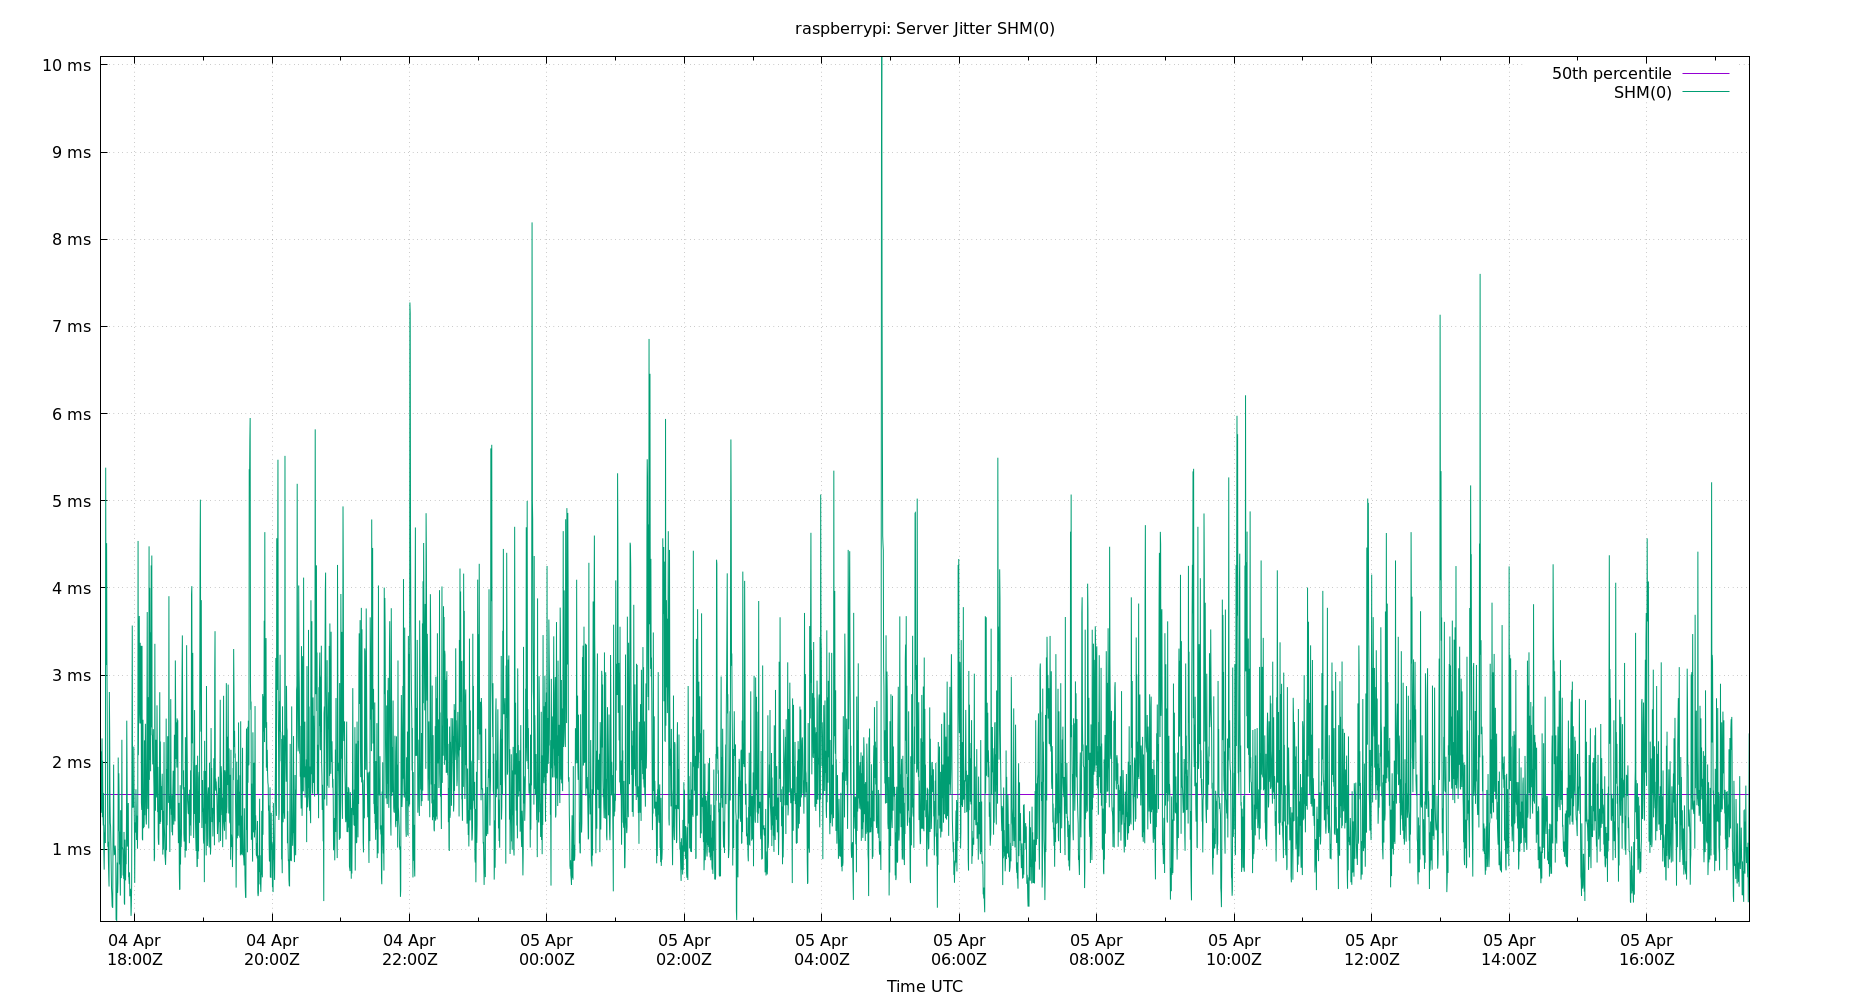 raspberrypi: Server Jitter SHM(0)
10 ms
9 ms
8 ms
7 ms
6 ms
5 ms
4 ms
3 ms
2 ms
1 ms
50th percentile
SHM(0)
04 Apr 04 Apr 04 Apr 05 Apr 05 Apr 05 Apr 05 Apr 05 Apr 05 Apr 05 Apr 05 Apr 05 Apr
18:00Z 20:00Z 22:00Z 00:00Z 02:00Z 04:00Z 06:00Z 08:00Z 10:00Z 12:00Z 14:00Z 16:00Z
Time UTC